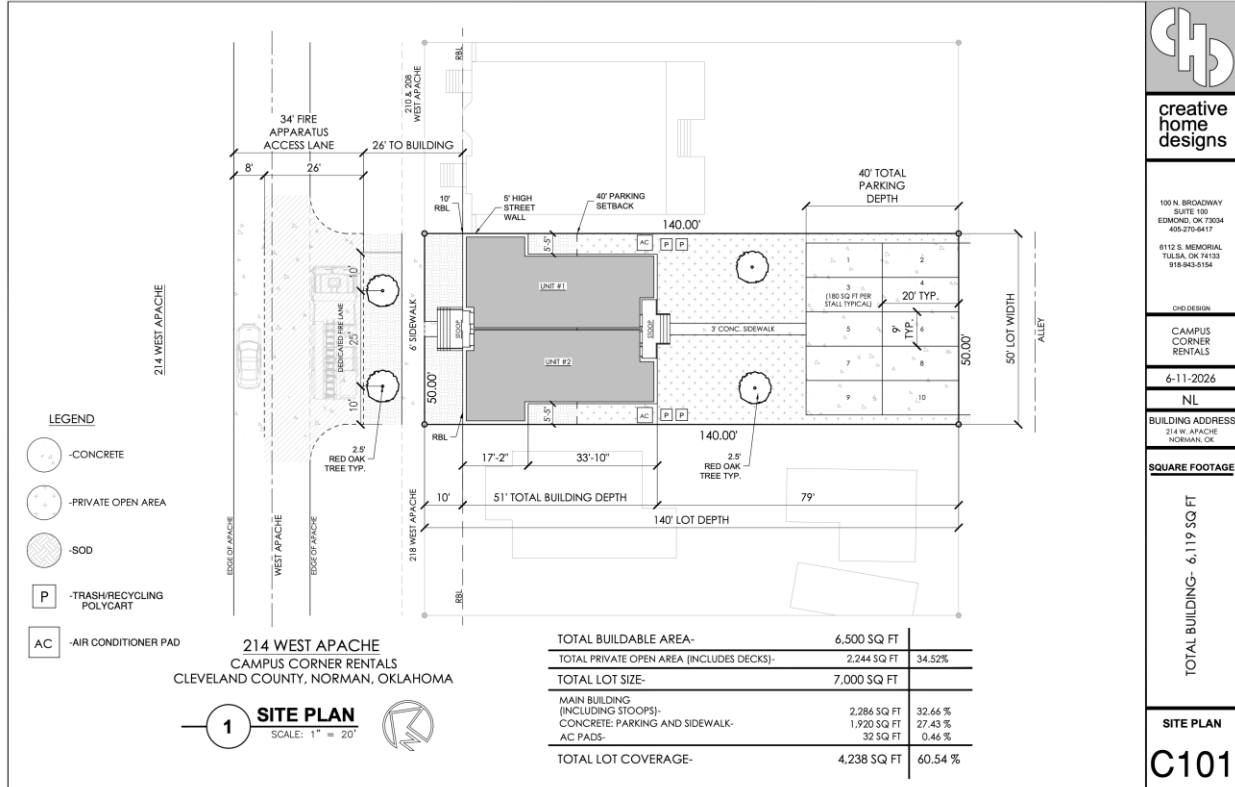 34' FIRE
APPARATUS
ACCESS LANE
26' TO BUILDING
8'
26'
210 & 208
WEST APACHE
RBL
10'
RBL
5' HIGH
STREET
WALL
40' PARKING
SETBACK
140.00'
40' TOTAL
PARKING
DEPTH
5'-5"
AC
P
P
UNIT #1
UNIT #2
STOOP
STOOP
3' CONC. SIDEWALK
1
2
3
4
(180 SQ FT PER
STALL TYPICAL)
20' TYP.
5
6
9'
TYP.
7
8
9
10
50.00'
50' LOT WIDTH
ALLEY
214 WEST APACHE
10'
25'
10'
DEDICATED FIRE LANE
6' SIDEWALK
50.00'
RBL
5'-5"
AC
P
P
140.00'
2.5'
RED OAK
TREE TYP.
2.5'
RED OAK
TREE TYP.
17'-2"
33'-10"
10'
51' TOTAL BUILDING DEPTH
79'
140' LOT DEPTH
EDGE OF APACHE
WEST APACHE
EDGE OF APACHE
218 WEST APACHE
RBL
LEGEND
-CONCRETE
-PRIVATE OPEN AREA
-SOD
P
-TRASH/RECYCLING
POLYCART
AC
-AIR CONDITIONER PAD
214 WEST APACHE
CAMPUS CORNER RENTALS
CLEVELAND COUNTY, NORMAN, OKLAHOMA
1
SITE PLAN
SCALE: 1" = 20'
N
TOTAL BUILDABLE AREA- 6,500 SQ FT
TOTAL PRIVATE OPEN AREA (INCLUDES DECKS)- 2,244 SQ FT 34.52%
TOTAL LOT SIZE- 7,000 SQ FT
MAIN BUILDING
(INCLUDING STOOPS)- 2,286 SQ FT 32.66 %
CONCRETE: PARKING AND SIDEWALK- 1,920 SQ FT 27.43 %
AC PADS- 32 SQ FT 0.46 %
TOTAL LOT COVERAGE- 4,238 SQ FT 60.54 %
CHD
creative
home
designs
100 N. BROADWAY
SUITE 100
EDMOND, OK 73034
405-270-6417
6112 S. MEMORIAL
TULSA, OK 74133
918-943-5154
CHD.DESIGN
CAMPUS
CORNER
RENTALS
6-11-2026
NL
BUILDING ADDRESS
214 W. APACHE
NORMAN, OK
SQUARE FOOTAGE
TOTAL BUILDING- 6,119 SQ FT
SITE PLAN
C101